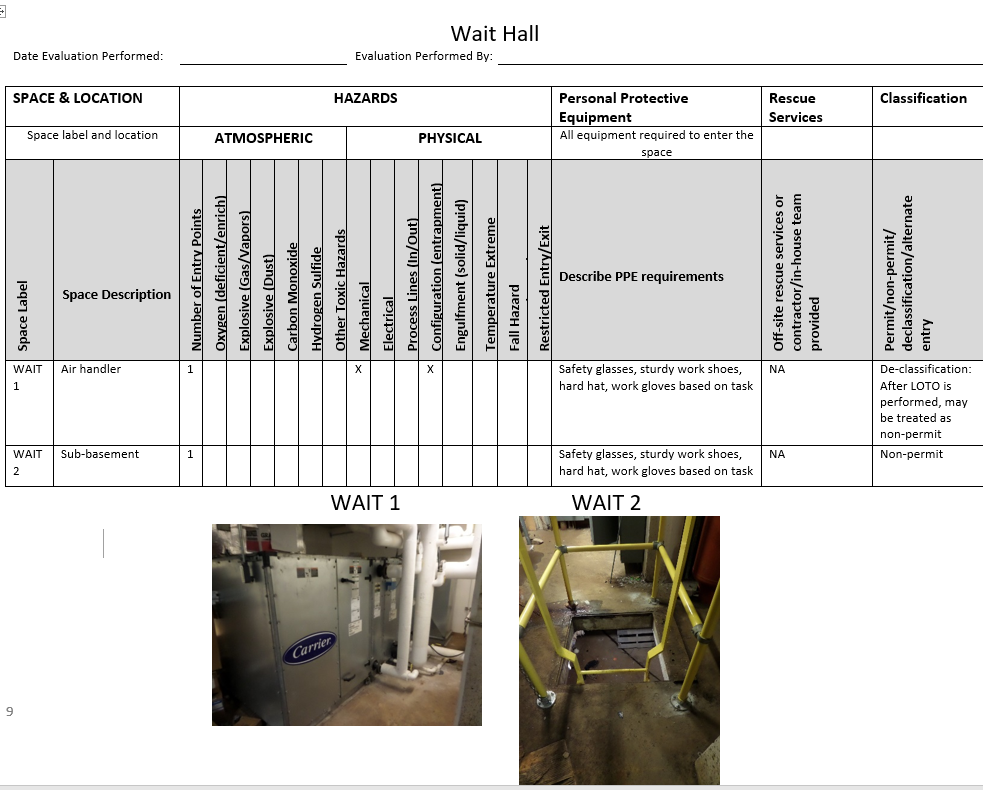 Wait Hall
Date Evaluation Performed: Evaluation Performed By:
SPACE & LOCATION
HAZARDS
Personal Protective
Equipment
Rescue
Services
Classification
Space label and location
ATMOSPHERIC
PHYSICAL
All equipment required to enter the
space
Space Label
Space Description
Number of Entry Points
Oxygen (deficient/enrich)
Explosive (Gas/Vapors)
Explosive (Dust)
Carbon Monoxide
Hydrogen Sulfide
Other Toxic Hazards
Mechanical
Electrical
Process Lines (In/Out)
Configuration (entrapment)
Engulfment (solid/liquid)
Temperature Extreme
Fall Hazard
Restricted Entry/Exit
Describe PPE requirements
Off-site rescue services or
contractor/in-house team
provided
Permit/non-permit/
declassification/alternate
entry
WAIT
1
Air handler
1
X
X
Safety glasses, sturdy work shoes,
hard hat, work gloves based on task
NA
De-classification:
After LOTO is
performed, may
be treated as
non-permit
WAIT
2
Sub-basement
1
Safety glasses, sturdy work shoes,
hard hat, work gloves based on task
NA
Non-permit
WAIT 1
WAIT 2
Carrier
9